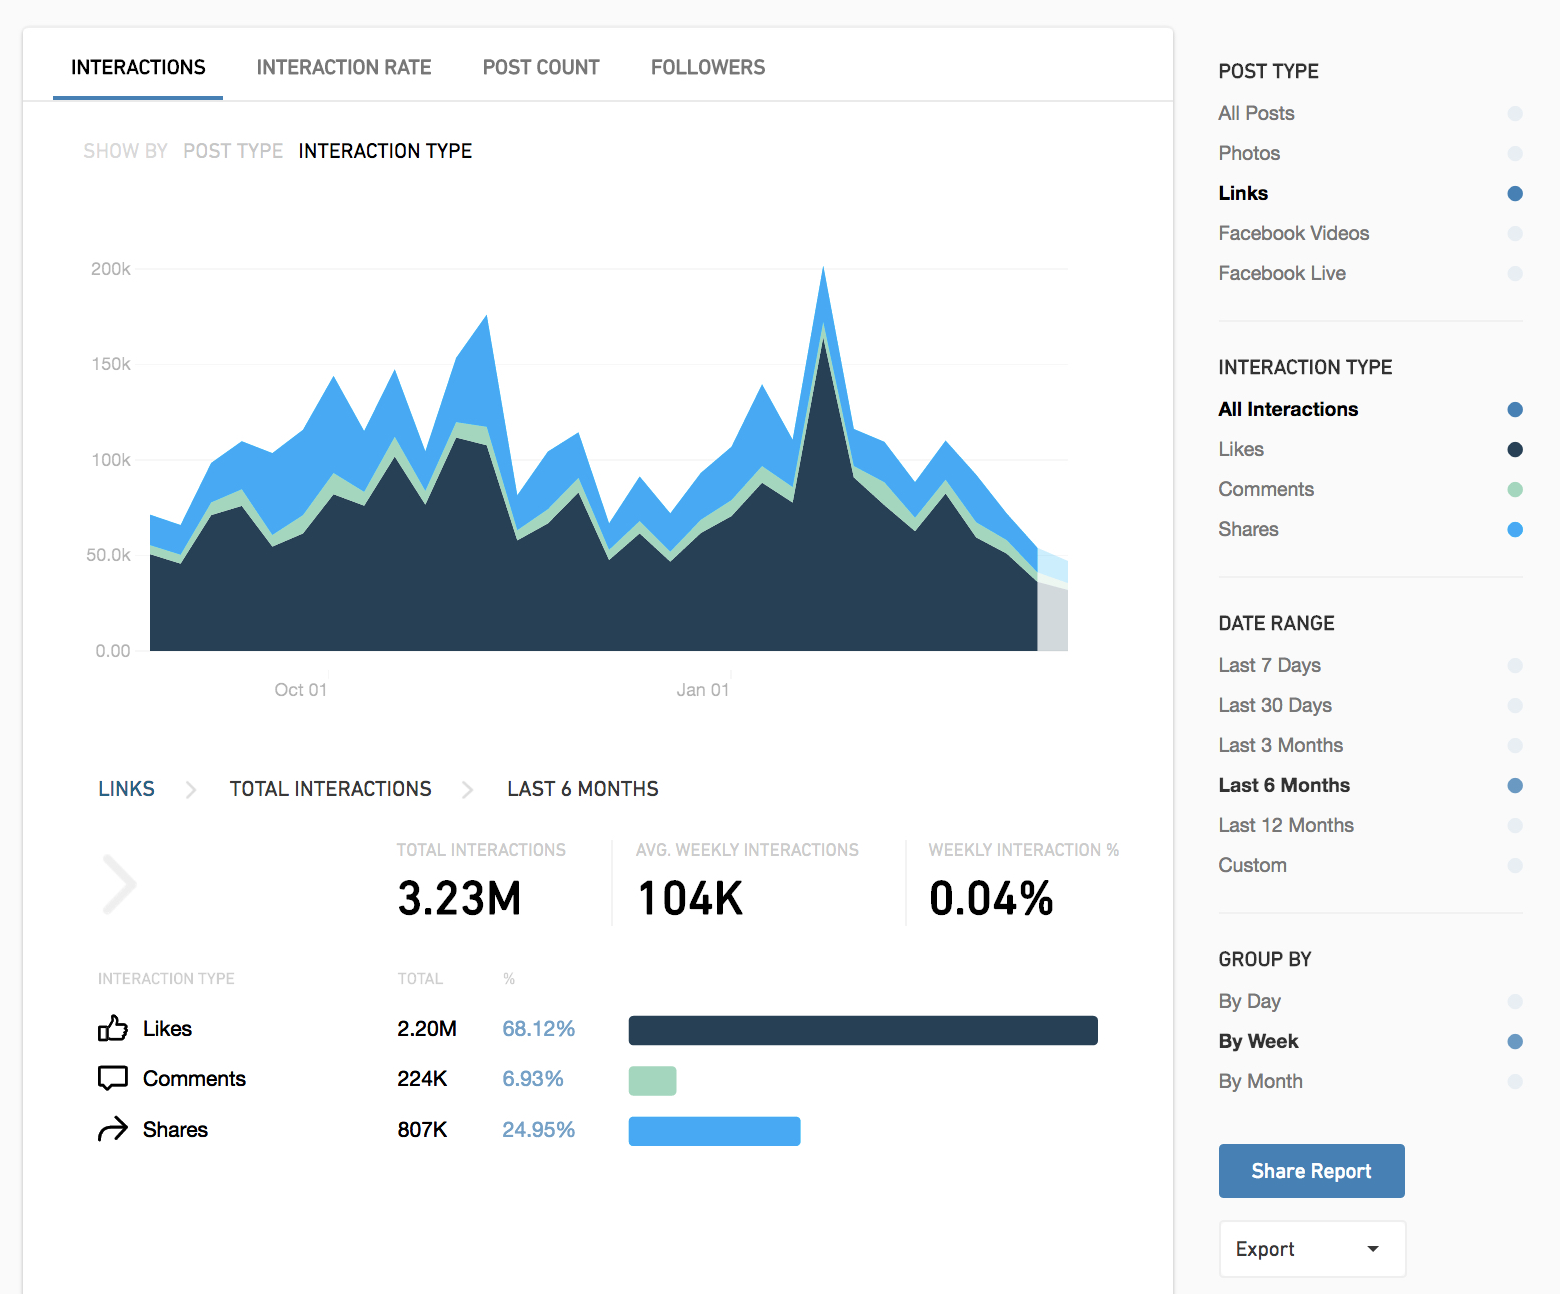 INTERACTIONS INTERACTION RATE POST COUNT FOLLOWERS
SHOW BY POST TYPE INTERACTION TYPE
200k
150k
100k
50.0k
0.00
Oct 01 Jan 01
LINKS TOTAL INTERACTIONS LAST 6 MONTHS
TOTAL INTERACTIONS AVG. WEEKLY INTERACTIONS WEEKLY INTERACTION %
3.23M 104K 0.04%
INTERACTION TYPE TOTAL %
Likes 2.20M 68.12%
Comments 224K 6.93%
Shares 807K 24.95%
POST TYPE
All Posts
Photos
Links
Facebook Videos
Facebook Live
INTERACTION TYPE
All Interactions
Likes
Comments
Shares
DATE RANGE
Last 7 Days
Last 30 Days
Last 3 Months
Last 6 Months
Last 12 Months
Custom
GROUP BY
By Day
By Week
By Month
Share Report
Export